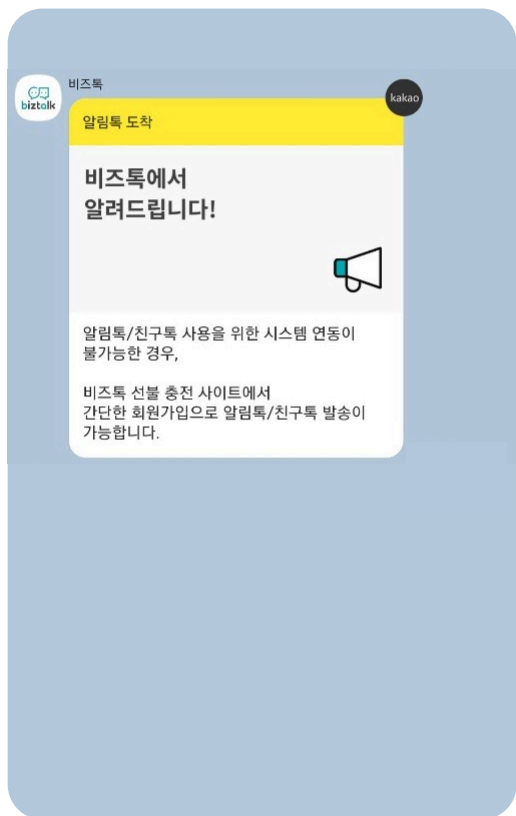 biztalk
비즈톡
kakao
알림톡 도착
비즈톡에서
알려드립니다!
알림톡/친구톡 사용을 위한 시스템 연동이
불가능한 경우,
비즈톡 선불 충전 사이트에서
간단한 회원가입으로 알림톡/친구톡 발송이
가능합니다.